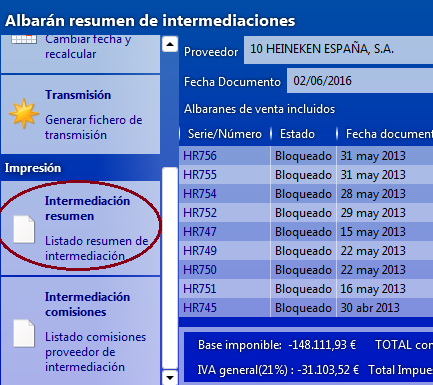 Albarán resumen de intermediaciones
Cambiar fecha y
recalcular
Transmisión
Generar fichero de
transmisión
Impresión
Intermediación
resumen
Listado resumen de
intermediación
Intermediación
comisiones
Listado comisiones
proveedor de
intermediación
Proveedor 10 HEINEKEN ESPAÑA, S.A.
Fecha Documento 02/06/2016
Albaranes de venta incluidos
Serie/Número Estado Fecha document
HR756 Bloqueado 31 may 2013
HR755 Bloqueado 31 may 2013
HR754 Bloqueado 28 may 2013
HR752 Bloqueado 29 may 2013
HR747 Bloqueado 15 may 2013
HR749 Bloqueado 22 may 2013
HR750 Bloqueado 22 may 2013
HR751 Bloqueado 16 may 2013
HR745 Bloqueado 30 abr 2013
Base imponible: -148.111,93 € TOTAL con
IVA general(21%) : -31.103,52 € Total Impue